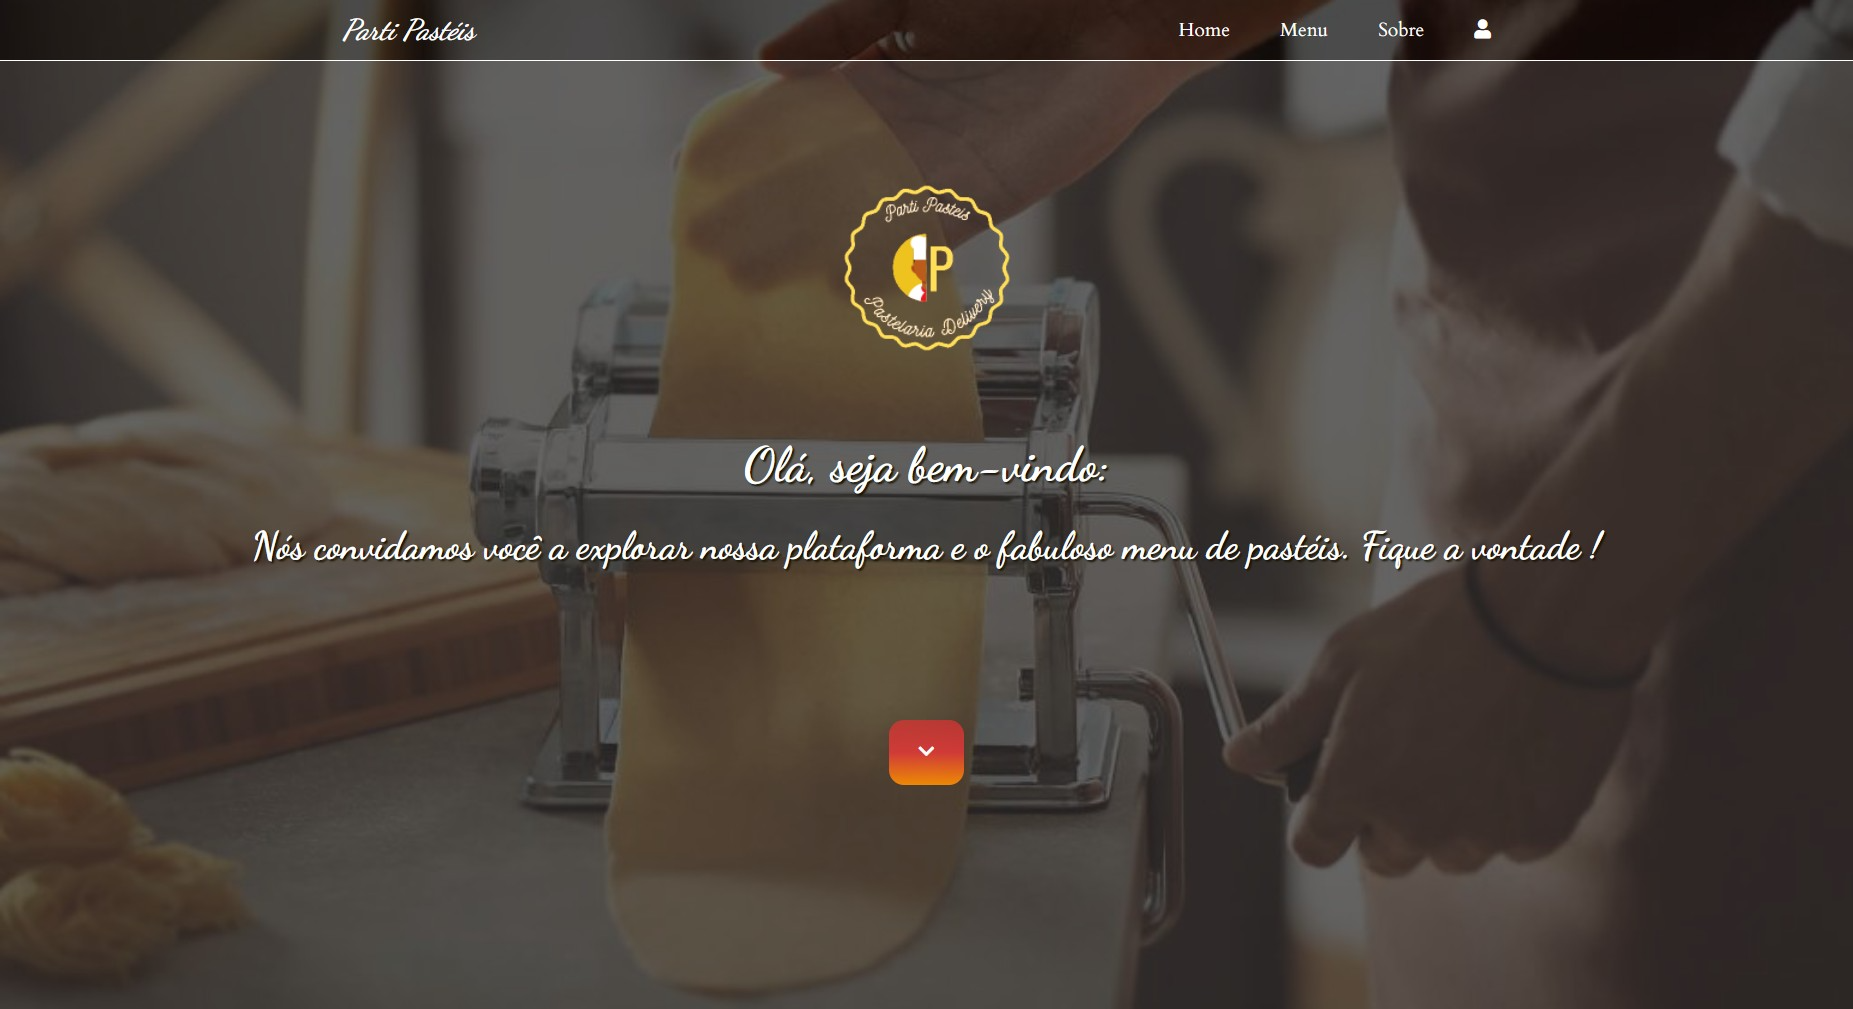 Parti Pastéis
Home Menu Sobre
Parti Pasteis
P
Pastelaria Delivery
Olá, seja bem-vindo:
Nós convidamos você a explorar nossa plataforma e o fabuloso menu de pastéis. Fique a vontade !